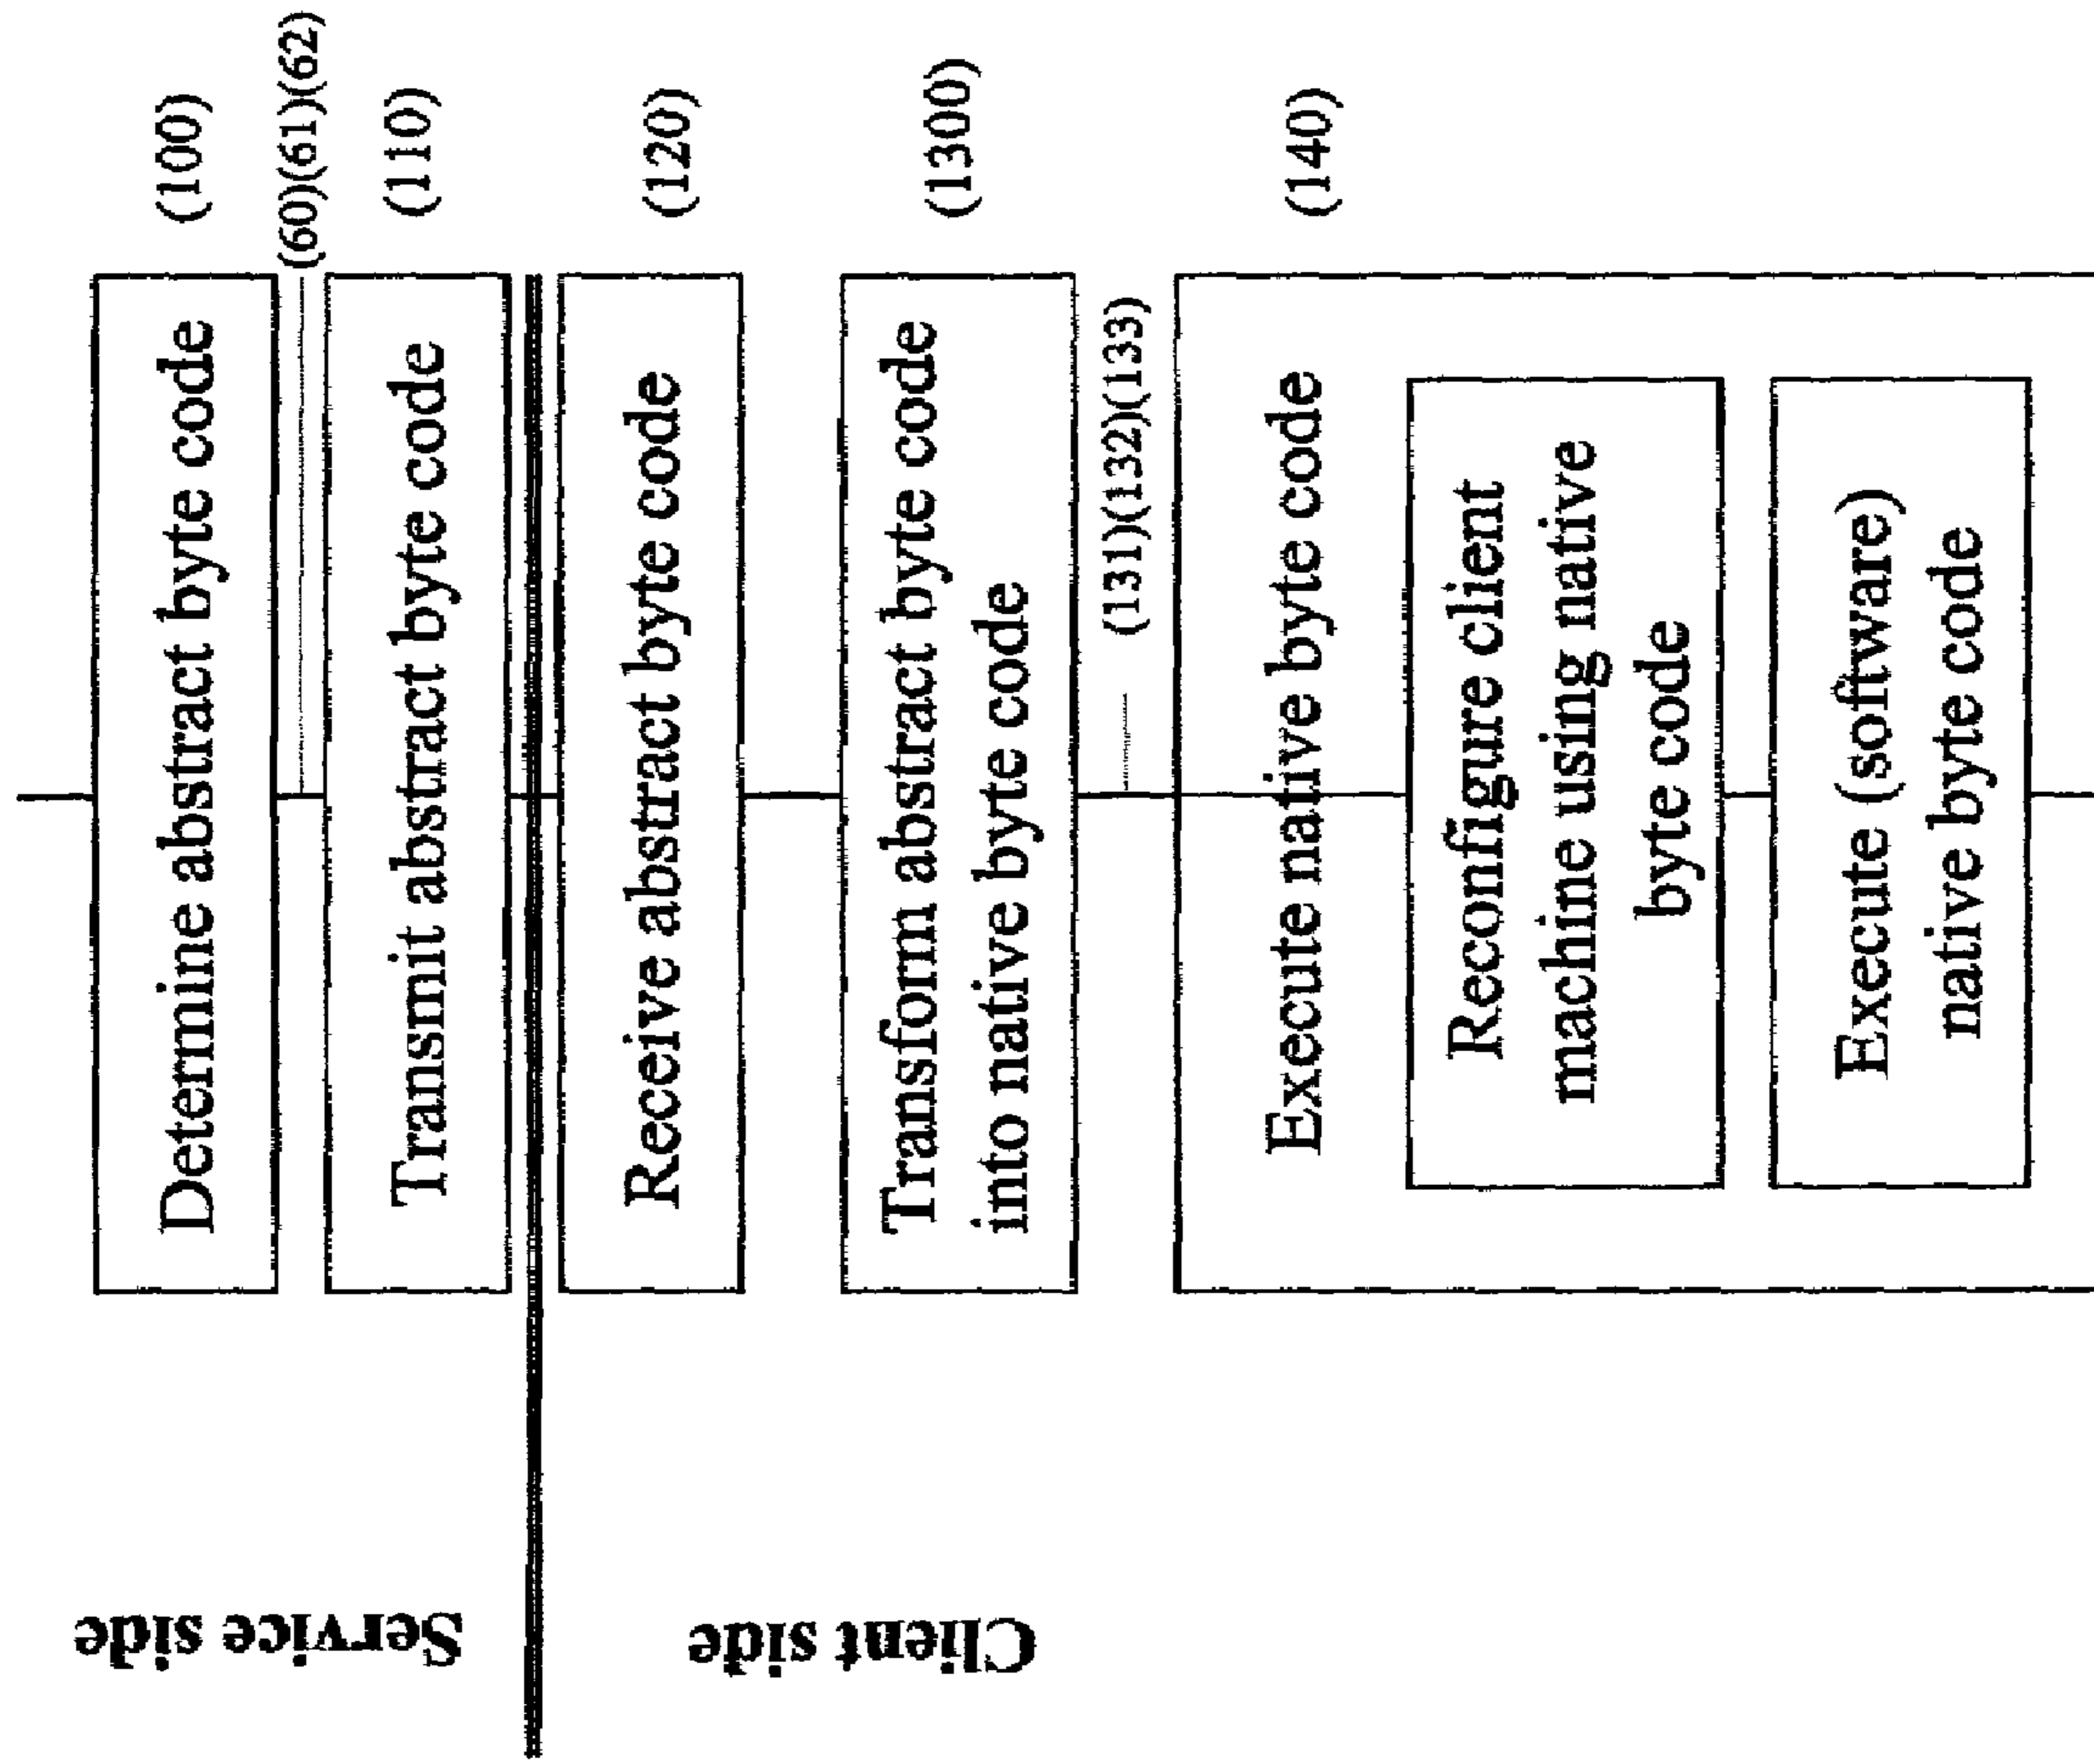 Service side
Determine abstract byte code
(100)
(60)(61)(62)
Transmit abstract byte code
(110)
Client side
Receive abstract byte code
(120)
Transform abstract byte code
into native byte code
(1300)
(131)(132)(133)
Execute native byte code
(140)
Reconfigure client
machine using native
byte code
Execute (software)
native byte code